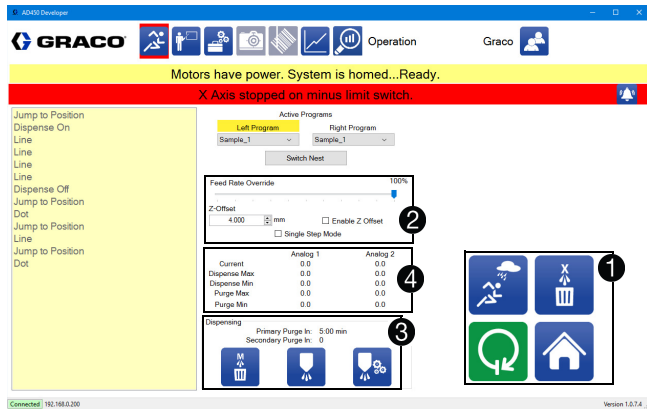 AD450 Developer
GRACO
Operation
Graco
Motors have power. System is homed...Ready.
X Axis stopped on minus limit switch.
Jump to Position
Dispense On
Line
Line
Line
Line
Dispense Off
Jump to Position
Dot
Jump to Position
Line
Jump to Position
Dot
Active Programs
Left Program Right Program
Sample_1 Sample_1
Switch Nest
Feed Rate Override 100%
Z-Offset
4.000 mm Enable Z Offset
Single Step Mode
2
Analog 1 Analog 2
Current 0.0 0.0
Dispense Max 0.0 0.0
Dispense Min 0.0 0.0
Purge Max 0.0 0.0
Purge Min 0.0 0.0
4
Dispensing
Primary Purge In: 5:00 min
Secondary Purge In: 0
3
M
X
1
Connected 192.168.0.200
Version 1.0.7.4